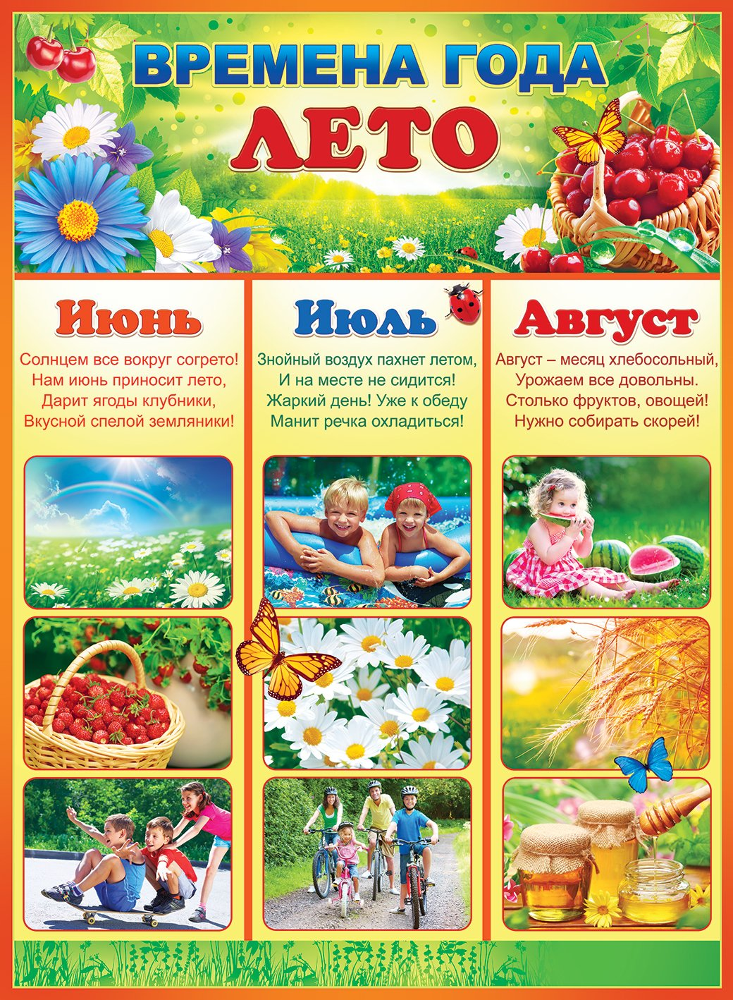 ВРЕМЕНА ГОДА
ЛЕТО
Июнь
Солнцем все вокруг согрето!
Нам июнь приносит лето,
Дарит ягоды клубники,
Вкусной спелой земляники!
Июль
Знойный воздух пахнет летом,
И на месте не сидится!
Жаркий день! Уже к обеду
Манит речка охладиться!
Август
Август – месяц хлебосольный,
Урожаем все довольны.
Столько фруктов, овощей!
Нужно собирать скорей!